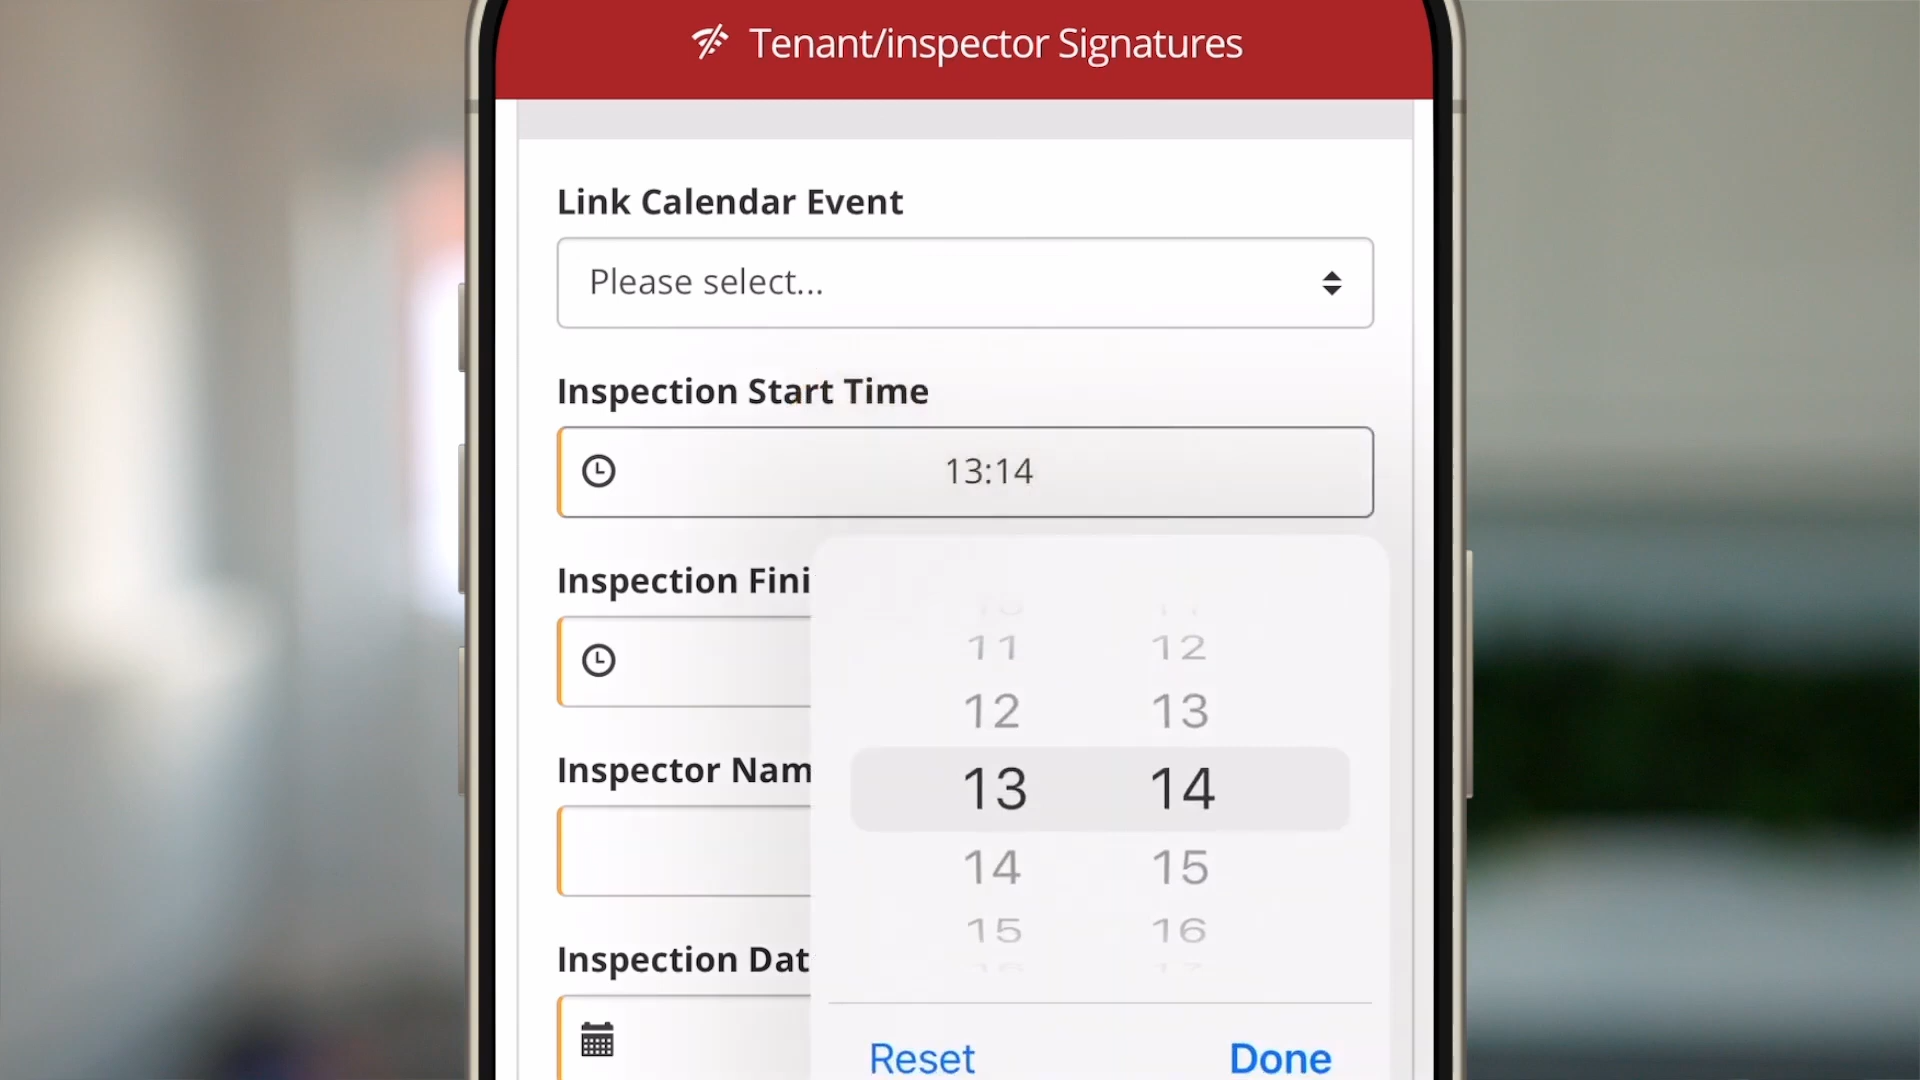 Tenant/inspector Signatures
Link Calendar Event
Please select...
Inspection Start Time
13:14
Inspection Fini
11 12
12 13
13 14
14 15
15 16
Inspector Nam
Inspection Dat
Reset Done